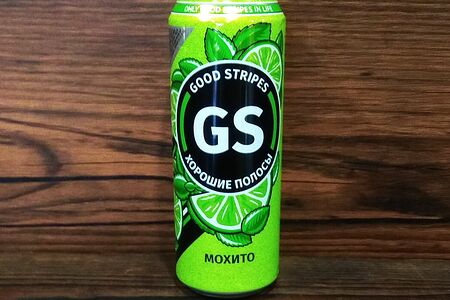 ONLY GOOD STRIPES IN LIFE
GOOD STRIPES
GS
ХОРОШИЕ ПОЛОСЫ
МОХИТО